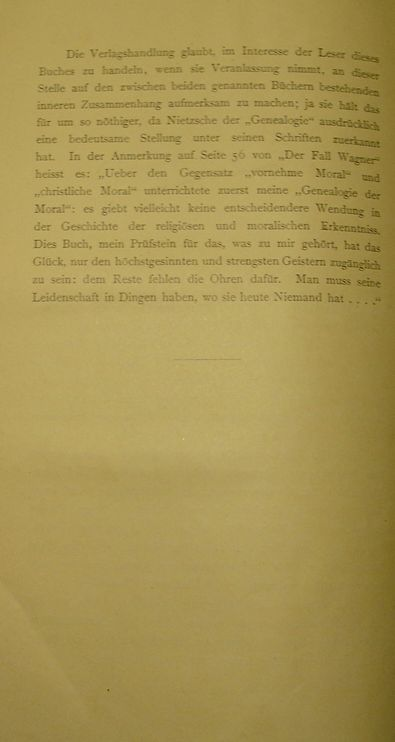 Die Verlagshandlung glaubt, im Interesse der Leser dieses
Buches zu handeln, wenn sie Veranlassung nimmt, an dieser
Stelle auf den zwischen beiden genannten Büchern bestehenden
inneren Zusammenhang aufmerksam zu machen; ja sie hält das
für um so nöthiger, da Nietzsche der „Genealogie“ ausdrücklich
eine bedeutsame Stellung unter seinen Schriften zuerkannt
hat. In der Anmerkung auf Seite 56 von „Der Fall Wagner“
heisst es: „Ueber den Gegensatz „vornehme Moral“ und
„christliche Moral“ unterrichtete zuerst meine „Genealogie der
Moral“: es giebt vielleicht keine entscheidendere Wendung in
der Geschichte der religiösen und moralischen Erkenntniss.
Dies Buch, mein Prüfstein für das, was zu mir gehört, hat das
Glück, nur den höchstgesinnten und strengsten Geistern zugänglich
zu sein: dem Reste fehlen die Ohren dafür. Man muss seine
Leidenschaft in Dingen haben, wo sie heute Niemand hat . . . .“